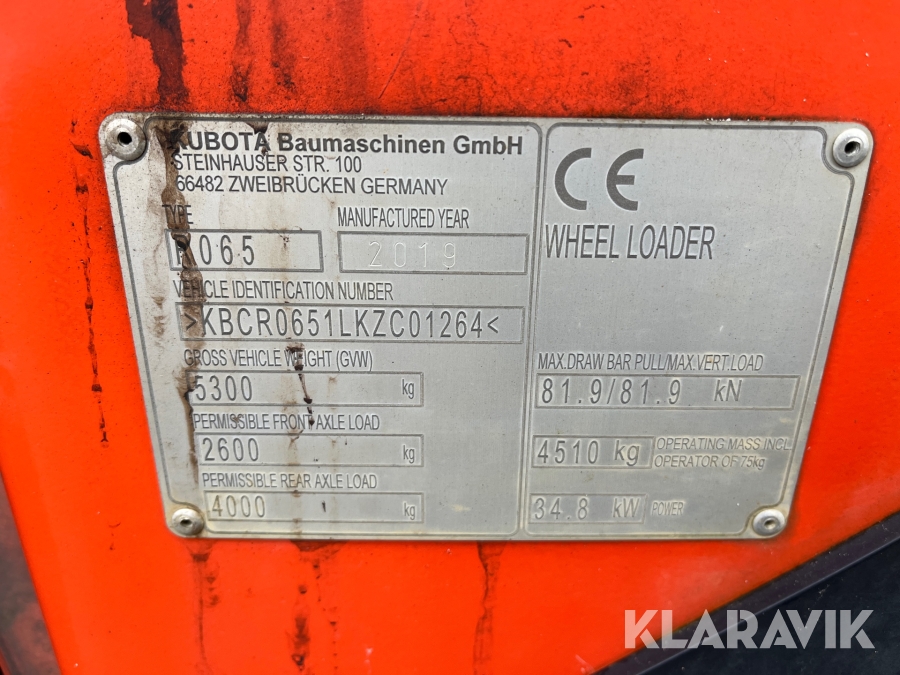 KUBOTA Baumaschinen GmbH
STEINHAUSER STR. 100
66482 ZWEIBRÜCKEN GERMANY
TYPE
R065
MANUFACTURED YEAR
2019
VEHICLE IDENTIFICATION NUMBER
>KBCR0651LKZC01264<
GROSS VEHICLE WEIGHT (GVW)
5300 kg
PERMISSIBLE FRONT AXLE LOAD
2600 kg
PERMISSIBLE REAR AXLE LOAD
4000 kg
CE
WHEEL LOADER
MAX.DRAW BAR PULL/MAX.VERT.LOAD
81.9/81.9 kN
4510 kg OPERATING MASS INCL.
OPERATOR OF 75kg
34.8 kW POWER
KLARAVIK